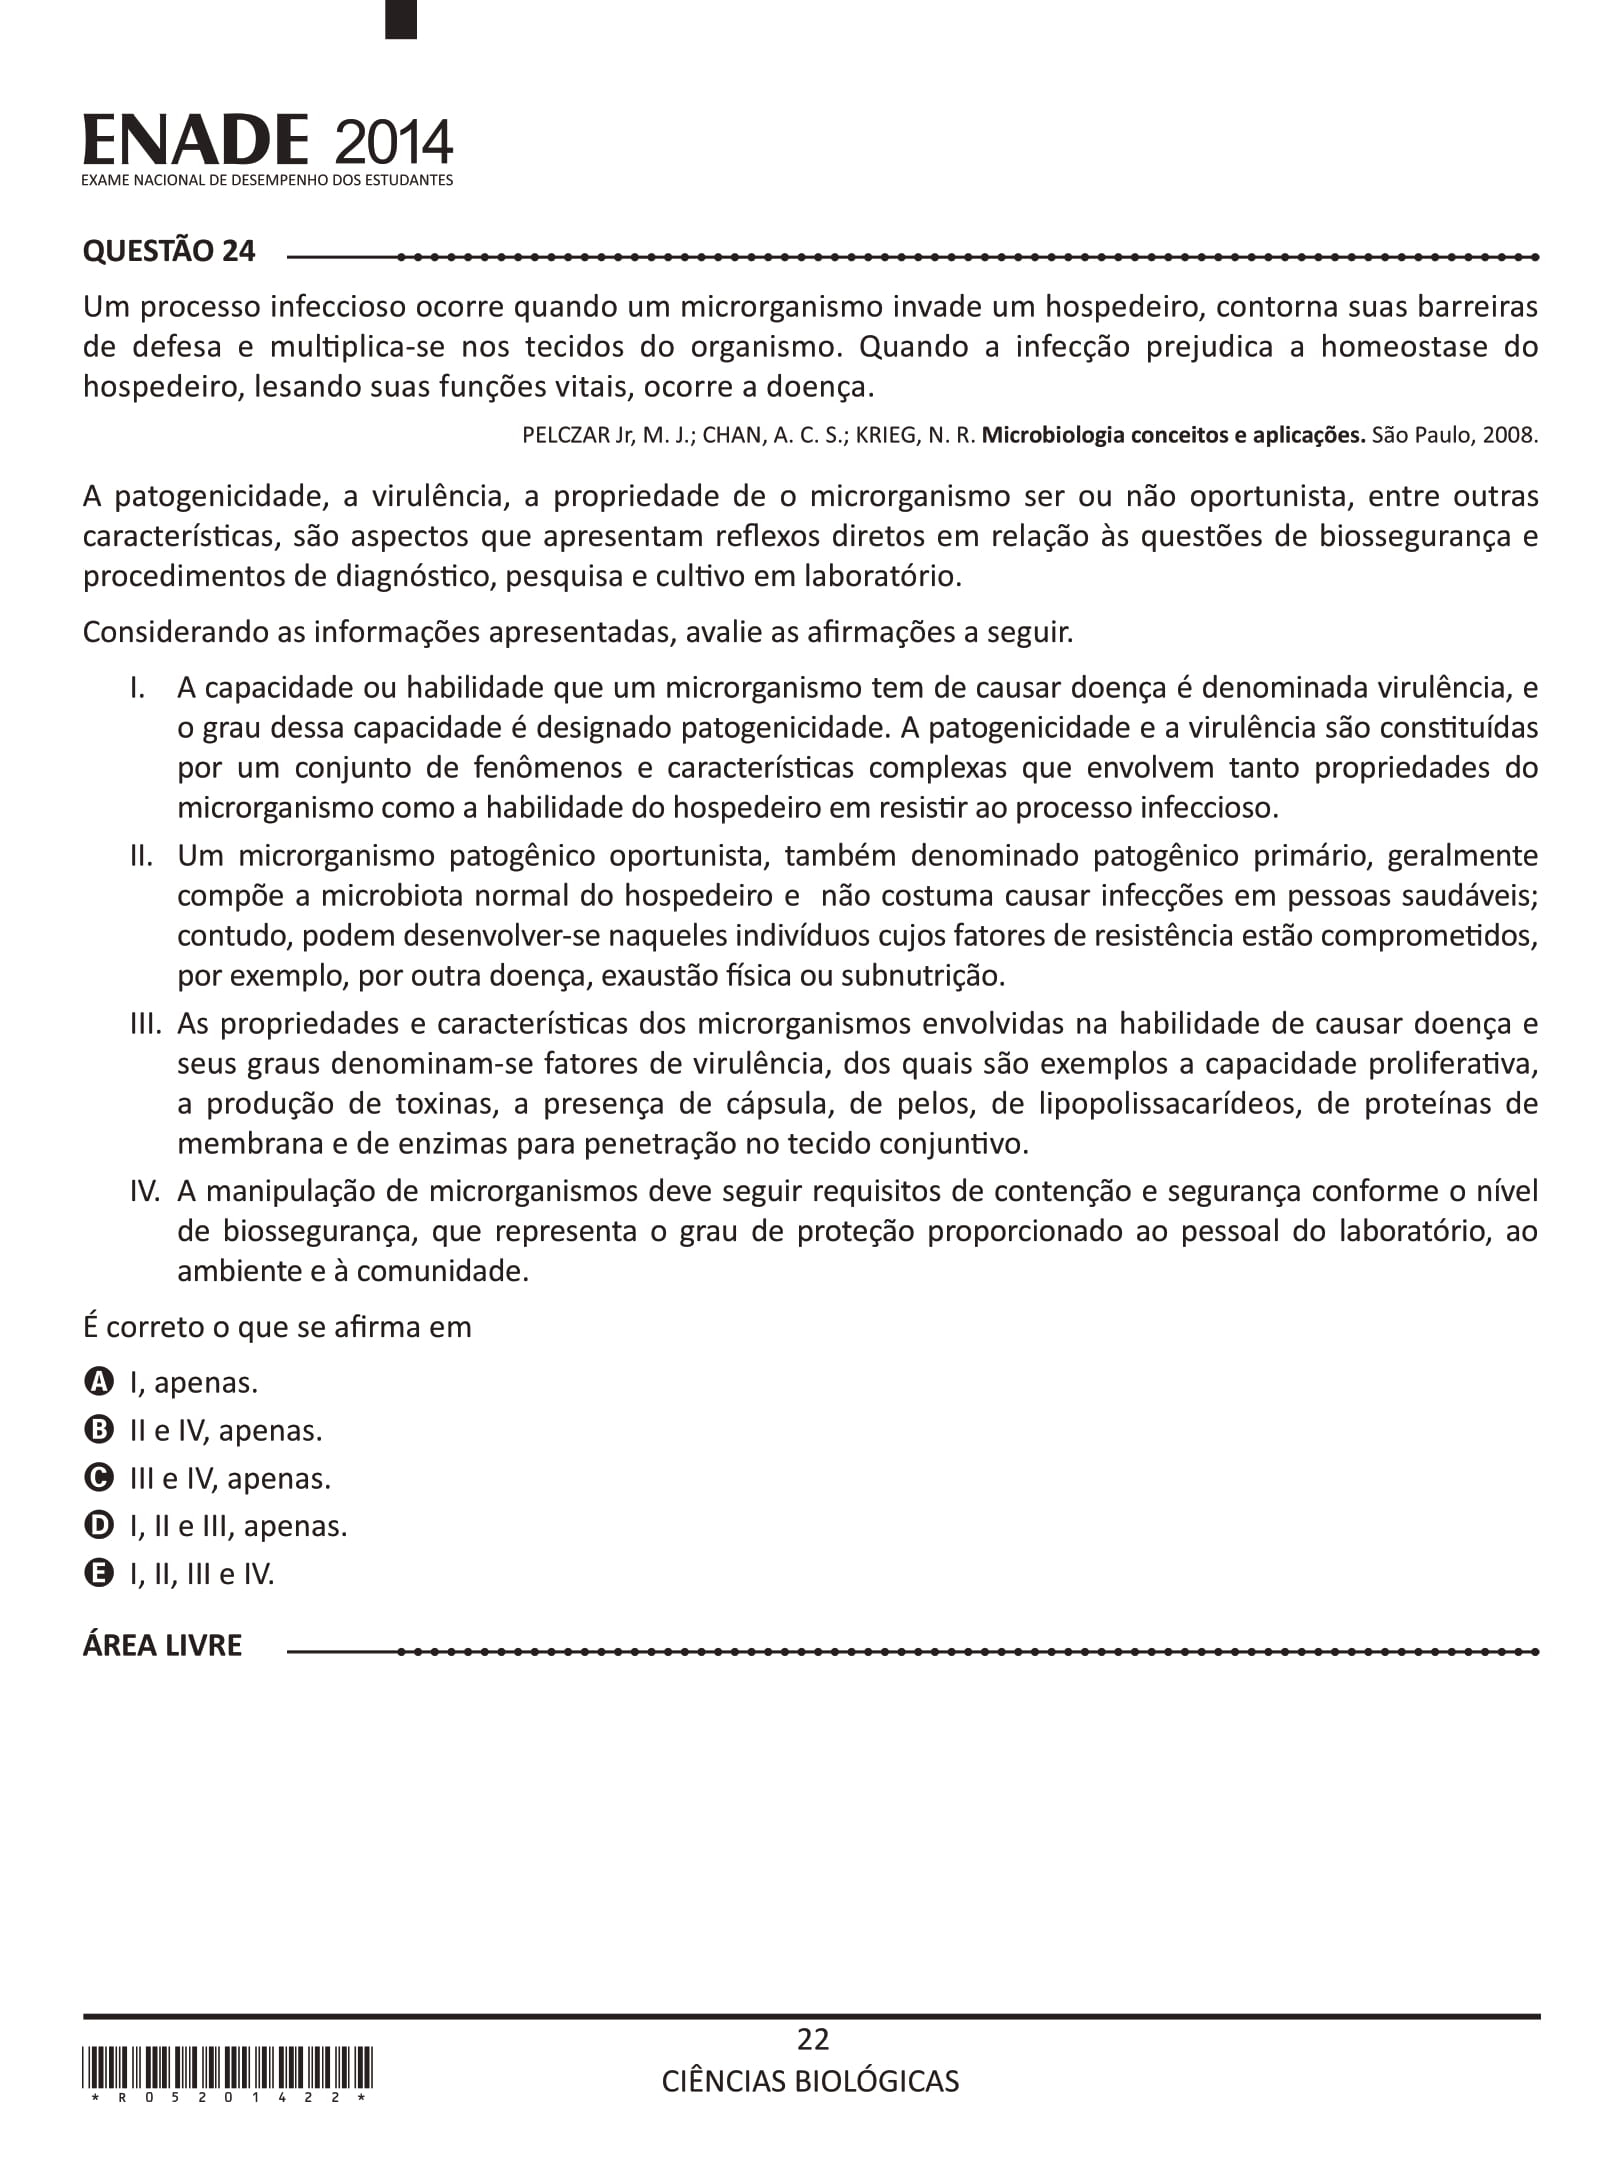 ENADE 2014
EXAME NACIONAL DE DESEMPENHO DOS ESTUDANTES
QUESTÃO 24
Um processo infeccioso ocorre quando um microrganismo invade um hospedeiro, contorna suas barreiras
de defesa e multiplica-se nos tecidos do organismo. Quando a infecção prejudica a homeostase do
hospedeiro, lesando suas funções vitais, ocorre a doença.
PELCZAR Jr, M. J.; CHAN, A. C. S.; KRIEG, N. R. Microbiologia conceitos e aplicações. São Paulo, 2008.
A patogenicidade, a virulência, a propriedade de o microrganismo ser ou não oportunista, entre outras
características, são aspectos que apresentam reflexos diretos em relação às questões de biossegurança e
procedimentos de diagnóstico, pesquisa e cultivo em laboratório.
Considerando as informações apresentadas, avalie as afirmações a seguir.
I. A capacidade ou habilidade que um microrganismo tem de causar doença é denominada virulência, e
o grau dessa capacidade é designado patogenicidade. A patogenicidade e a virulência são constituídas
por um conjunto de fenômenos e características complexas que envolvem tanto propriedades do
microrganismo como a habilidade do hospedeiro em resistir ao processo infeccioso.
II. Um microrganismo patogênico oportunista, também denominado patogênico primário, geralmente
compõe a microbiota normal do hospedeiro e não costuma causar infecções em pessoas saudáveis;
contudo, podem desenvolver-se naqueles indivíduos cujos fatores de resistência estão comprometidos,
por exemplo, por outra doença, exaustão física ou subnutrição.
III. As propriedades e características dos microrganismos envolvidas na habilidade de causar doença e
seus graus denominam-se fatores de virulência, dos quais são exemplos a capacidade proliferativa,
a produção de toxinas, a presença de cápsula, de pelos, de lipopolissacarídeos, de proteínas de
membrana e de enzimas para penetração no tecido conjuntivo.
IV. A manipulação de microrganismos deve seguir requisitos de contenção e segurança conforme o nível
de biossegurança, que representa o grau de proteção proporcionado ao pessoal do laboratório, ao
ambiente e à comunidade.
É correto o que se afirma em
A I, apenas.
B II e IV, apenas.
C III e IV, apenas.
D I, II e III, apenas.
E I, II, III e IV.
ÁREA LIVRE
22
CIÊNCIAS BIOLÓGICAS
*R05201422*